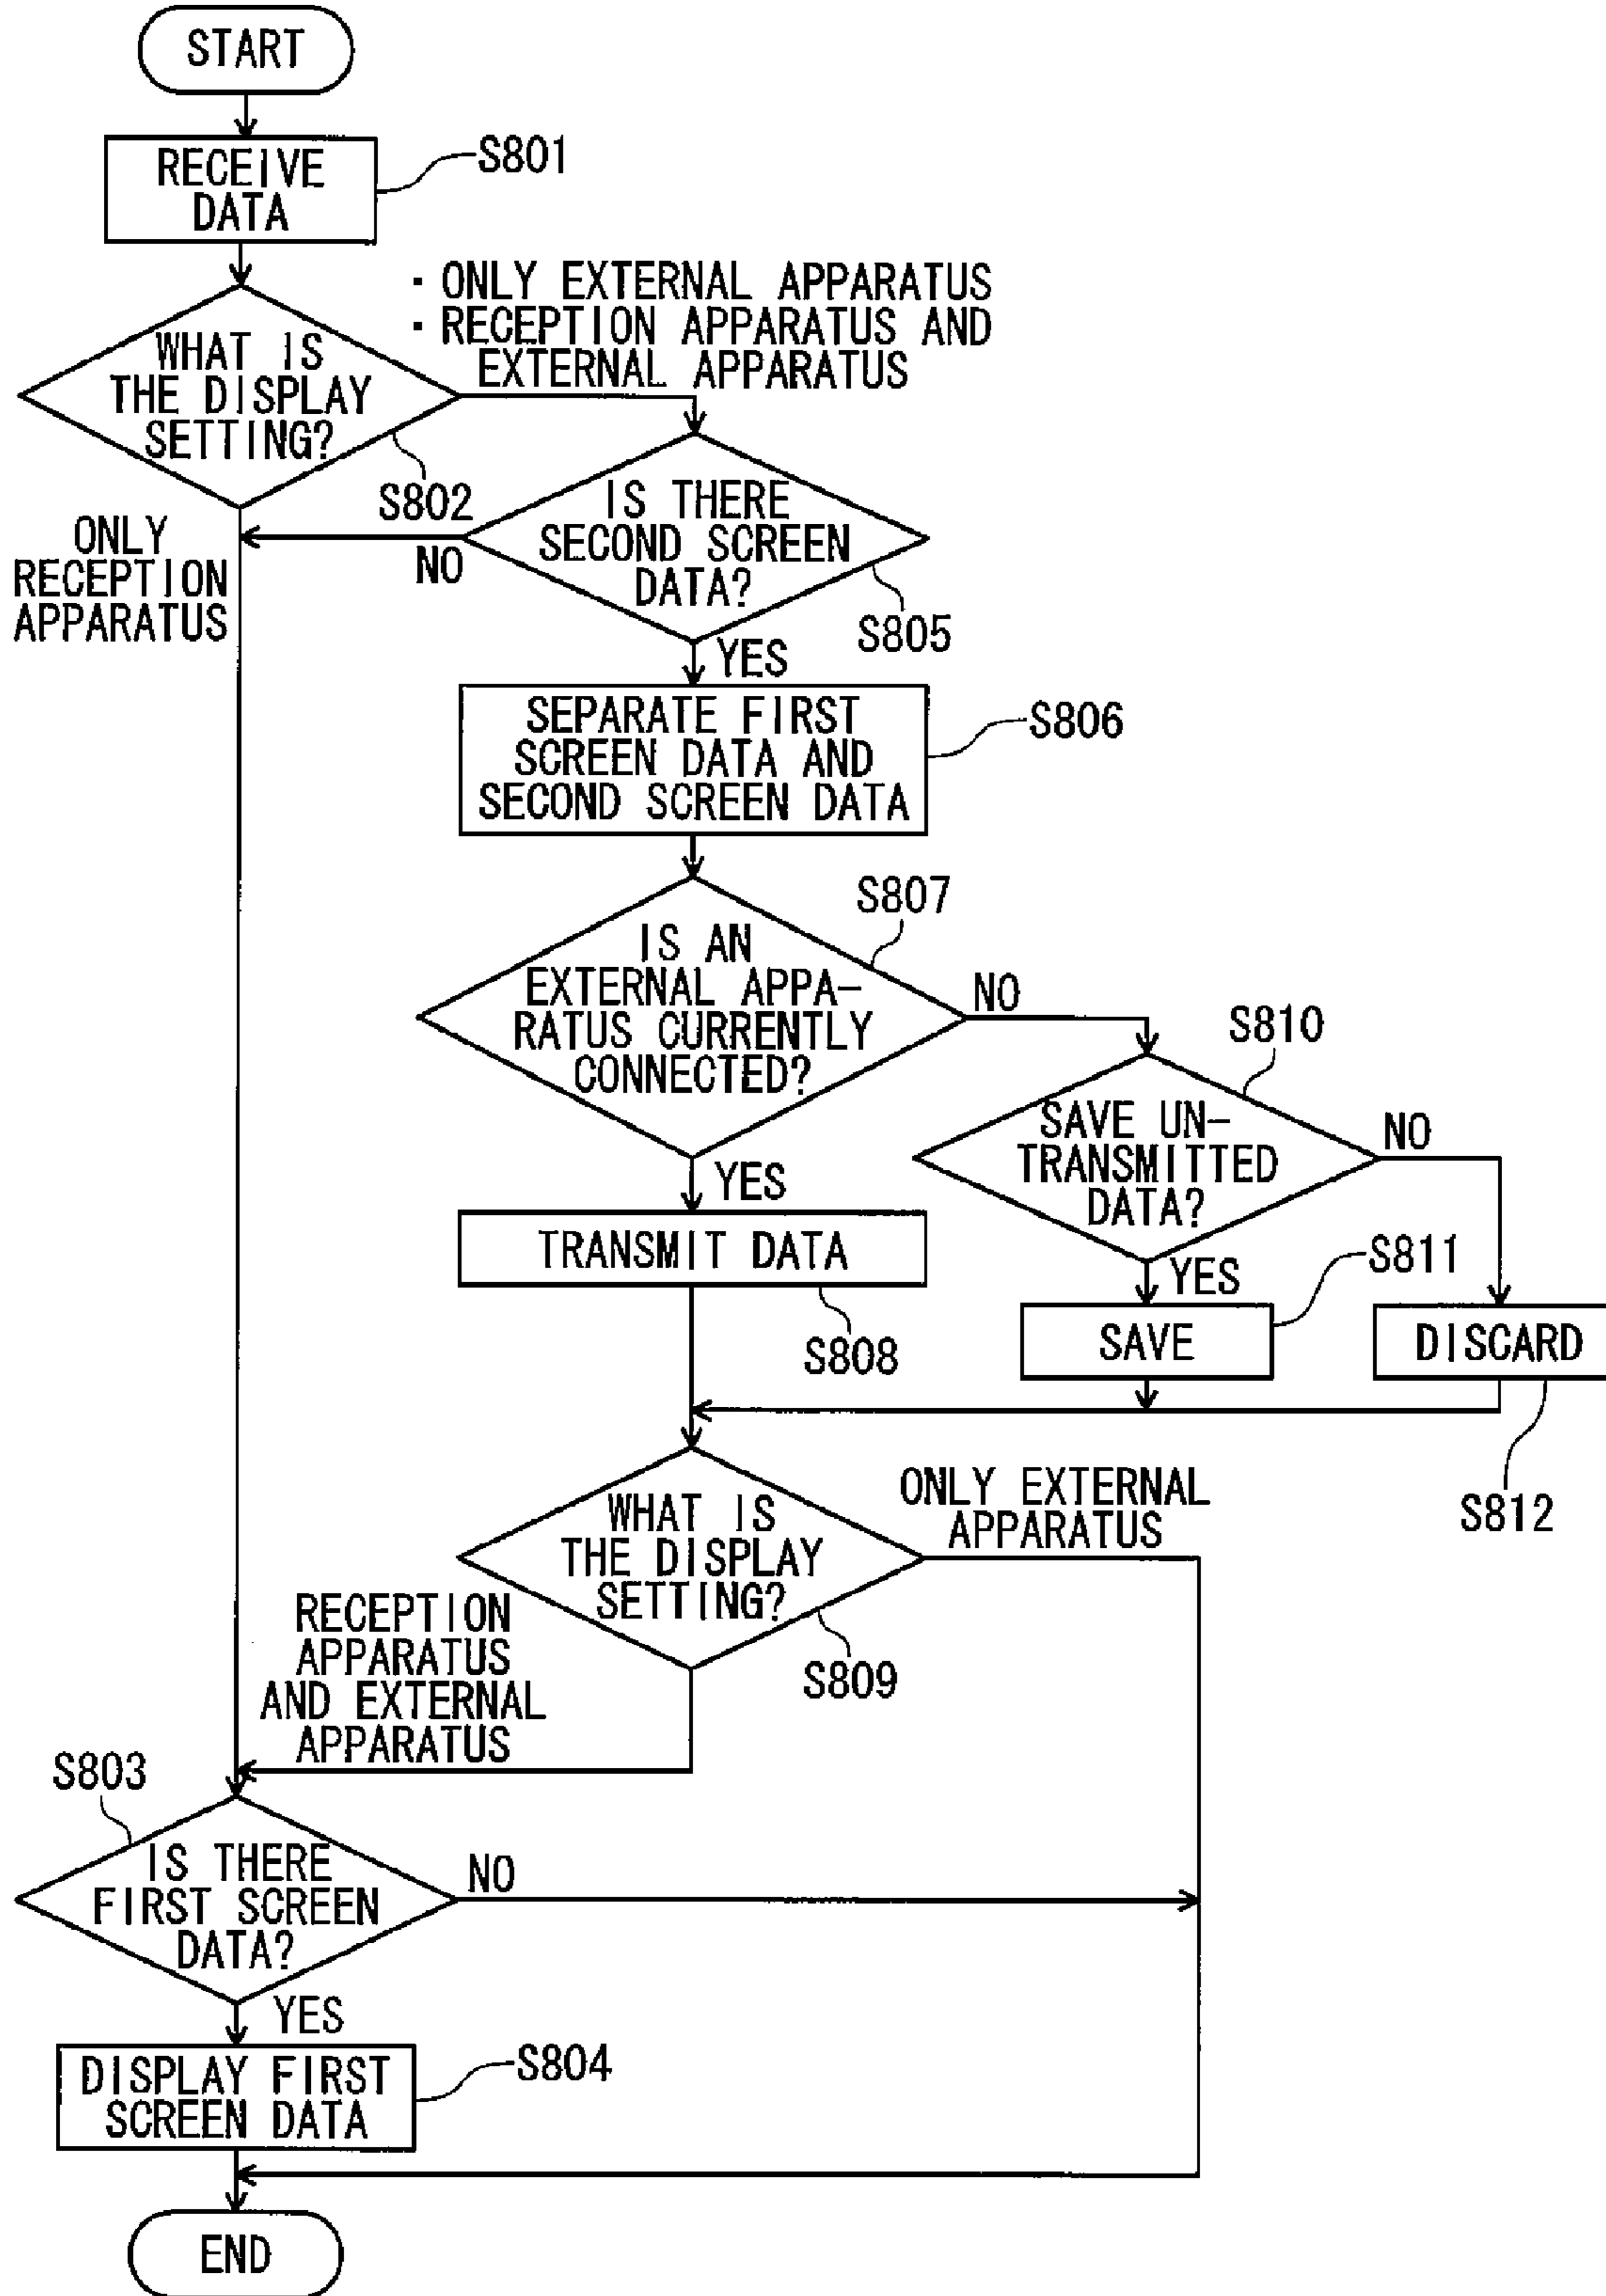 START
RECEIVE
DATA
S801
- ONLY EXTERNAL APPARATUS
- RECEPTION APPARATUS AND
EXTERNAL APPARATUS
WHAT IS
THE DISPLAY
SETTING?
S802
ONLY
RECEPTION
APPARATUS
IS THERE
SECOND SCREEN
DATA?
NO
S805
YES
SEPARATE FIRST
SCREEN DATA AND
SECOND SCREEN DATA
S806
S807
IS AN
EXTERNAL APPA-
RATUS CURRENTLY
CONNECTED?
NO
S810
SAVE UN-
TRANSMITTED
DATA?
NO
YES
TRANSMIT DATA
S808
YES
S811
SAVE
DISCARD
S812
WHAT IS
THE DISPLAY
SETTING?
ONLY EXTERNAL
APPARATUS
S809
RECEPTION
APPARATUS
AND EXTERNAL
APPARATUS
S803
IS THERE
FIRST SCREEN
DATA?
NO
YES
DISPLAY FIRST
SCREEN DATA
S804
END